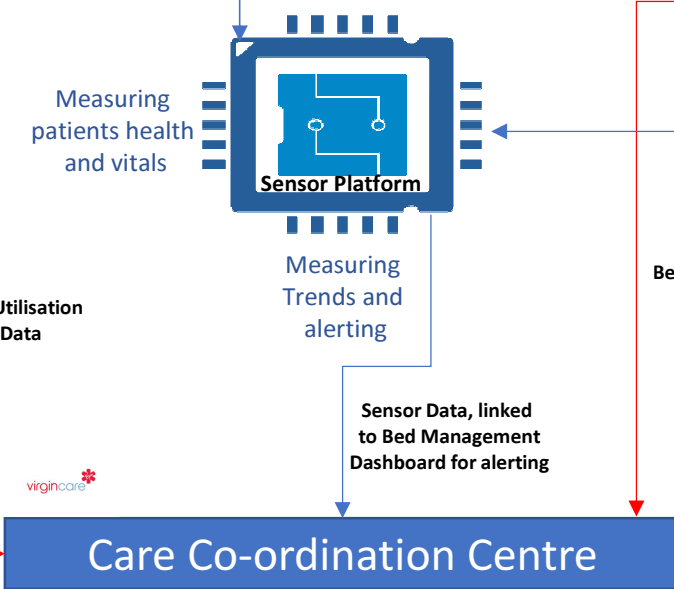 Measuring
patients health
and vitals
Sensor Platform
Measuring
Trends and
alerting
Utilisation
Data
Be
Sensor Data, linked
to Bed Management
Dashboard for alerting
virgincare
Care Co-ordination Centre